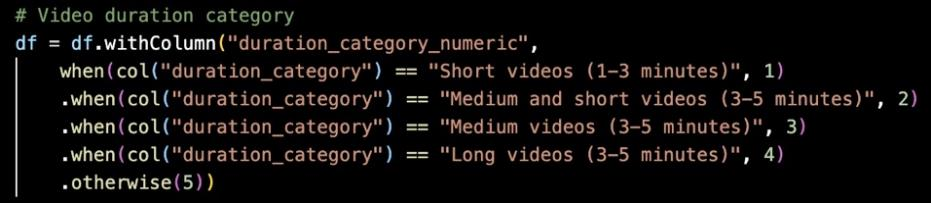 # Video duration category
df = df.withColumn("duration_category_numeric",
    when(col("duration_category") == "Short videos (1-3 minutes)", 1)
    .when(col("duration_category") == "Medium and short videos (3-5 minutes)", 2)
    .when(col("duration_category") == "Medium videos (3-5 minutes)", 3)
    .when(col("duration_category") == "Long videos (3-5 minutes)", 4)
    .otherwise(5))